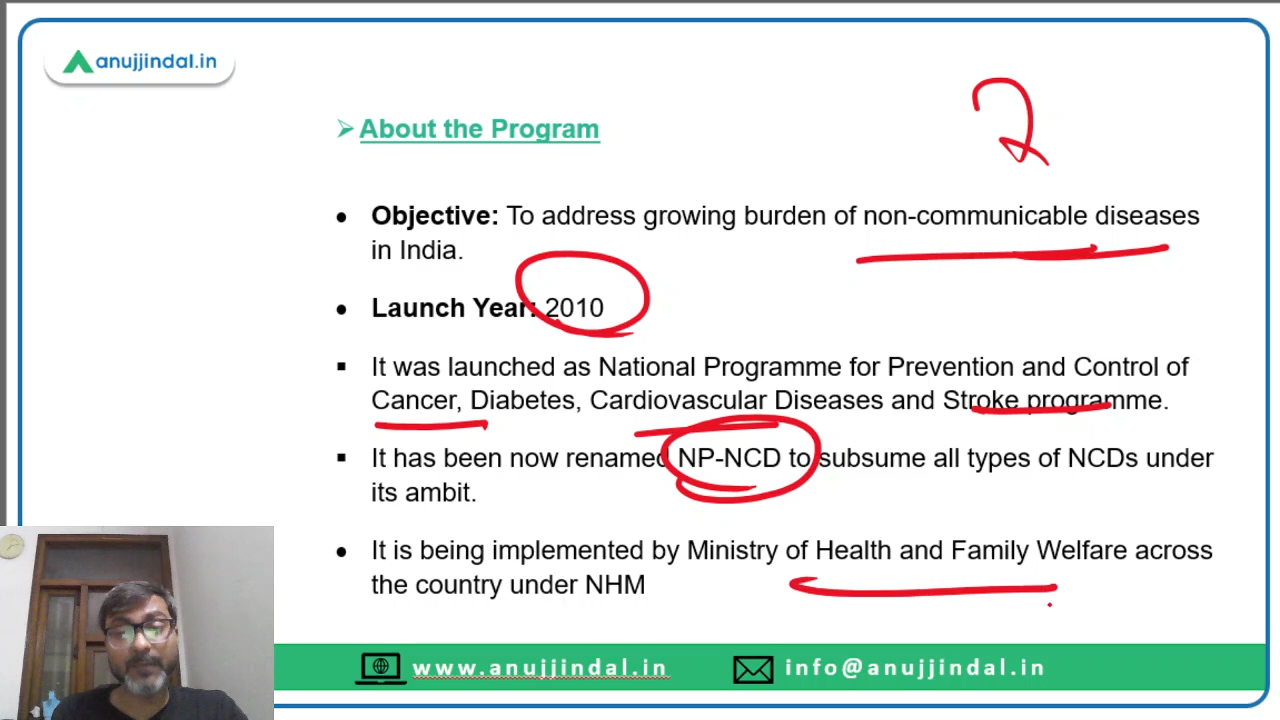 anujjindal.in
➢ About the Program
2
● Objective: To address growing burden of non-communicable diseases
in India.
● Launch Year: 2010
▪ It was launched as National Programme for Prevention and Control of
Cancer, Diabetes, Cardiovascular Diseases and Stroke programme.
▪ It has been now renamed NP-NCD to subsume all types of NCDs under
its ambit.
● It is being implemented by Ministry of Health and Family Welfare across
the country under NHM
www.anujjindal.in info@anujjindal.in